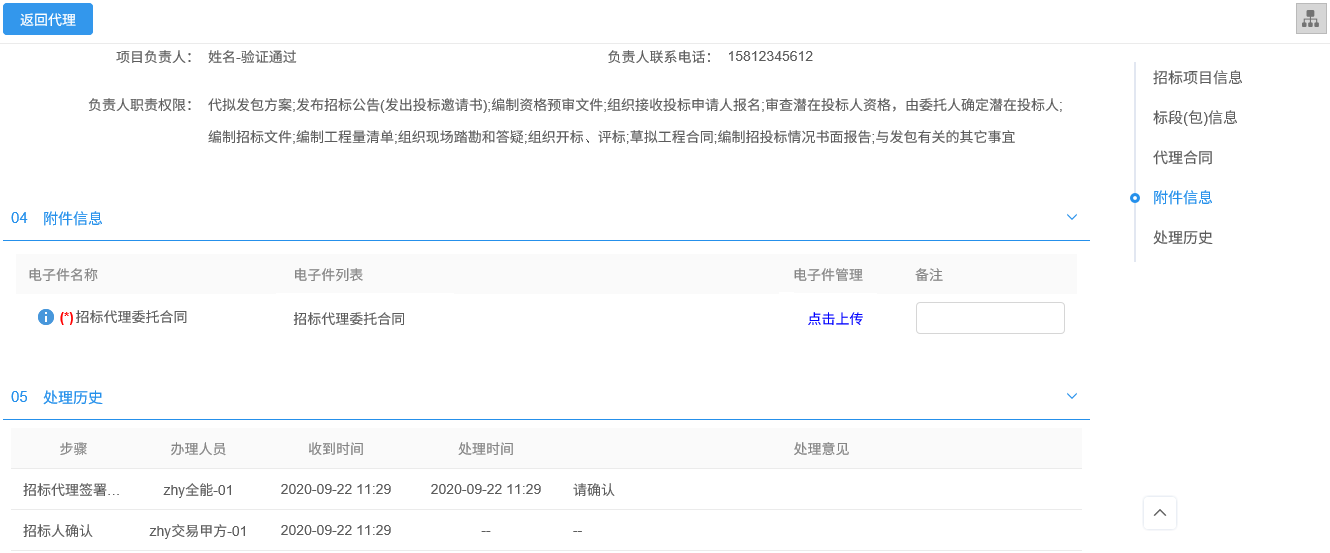 返回代理
项目负责人： 姓名-验证通过 负责人联系电话： 15812345612
负责人职责权限： 代拟发包方案;发布招标公告(发出投标邀请书);编制资格预审文件;组织接收投标申请人报名;审查潜在投标人资格，由委托人确定潜在投标人;
编制招标文件;编制工程量清单;组织现场踏勘和答疑;组织开标、评标;草拟工程合同;编制招投标情况书面报告;与发包有关的其它事宜
04 附件信息
电子件名称 电子件列表 电子件管理 备注
(*)招标代理委托合同 招标代理委托合同 点击上传
05 处理历史
步骤 办理人员 收到时间 处理时间 处理意见
招标代理签署... zhy全能-01 2020-09-22 11:29 2020-09-22 11:29 请确认
招标人确认 zhy交易甲方-01 2020-09-22 11:29 -- --
招标项目信息
标段(包)信息
代理合同
附件信息
处理历史